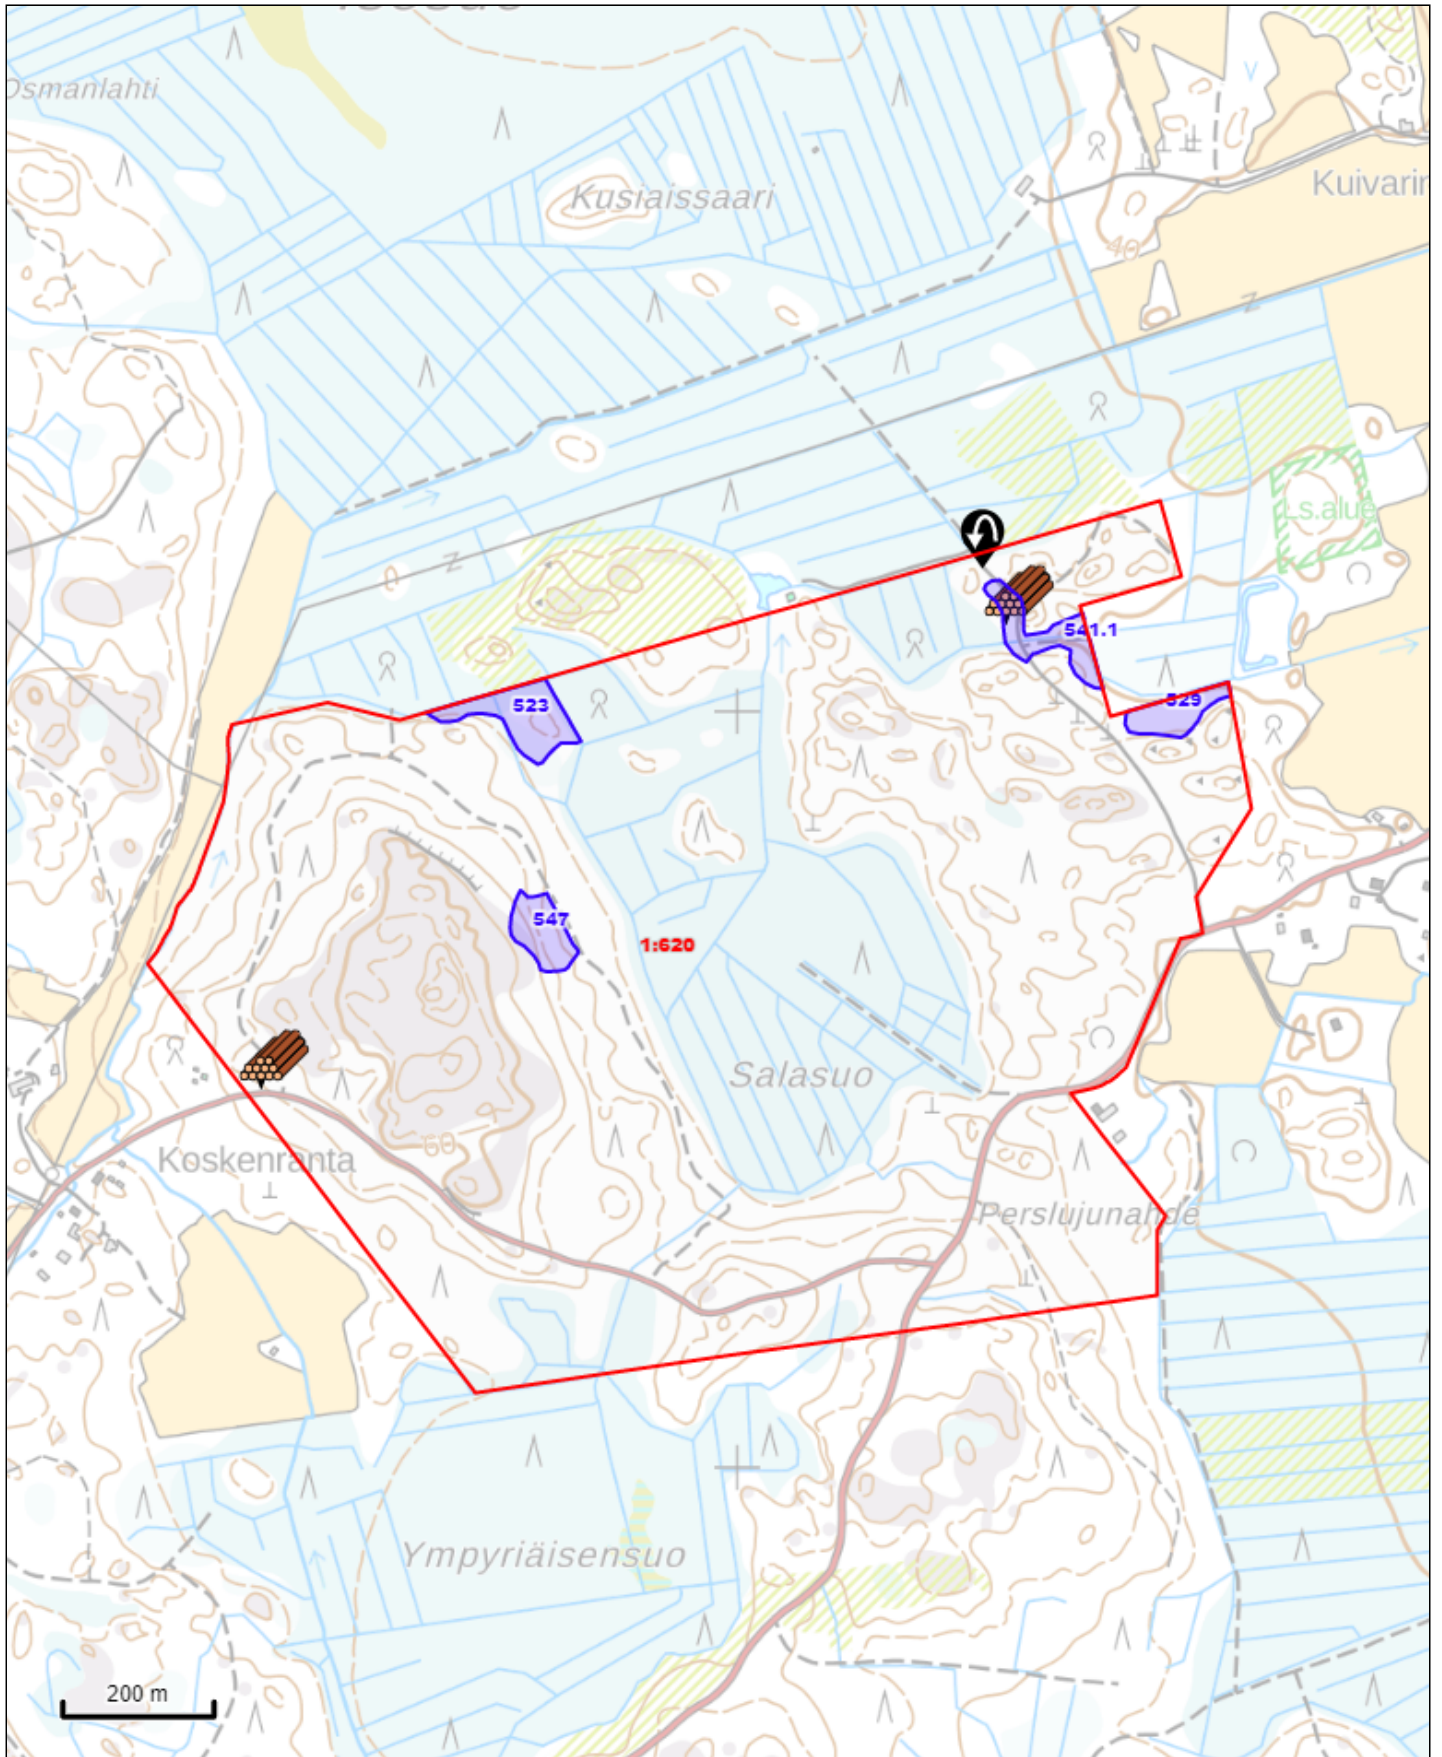 Osmanlahti
Kusiaissaari
Kuivarin
40
Z
Z
Ls.alue
541.1
523
529
547
1:620
Salasuo
60
Koskenranta
Perslujunahde
Ympyriäisensuo
200 m